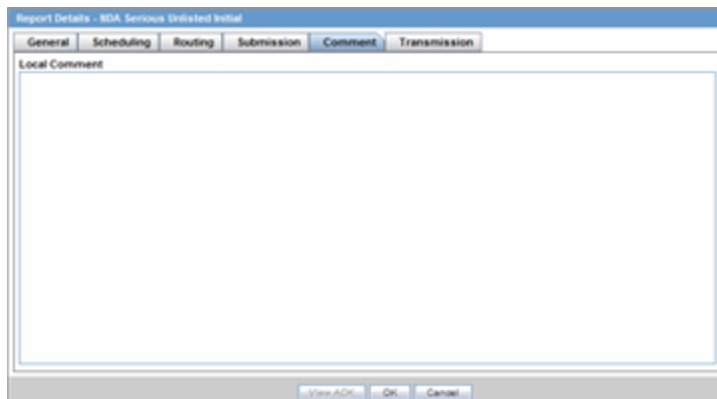 Report Details - NDA Serious Unlisted Initial
General Scheduling Routing Submission Comment Transmission
Local Comment
View ACK OK Cancel